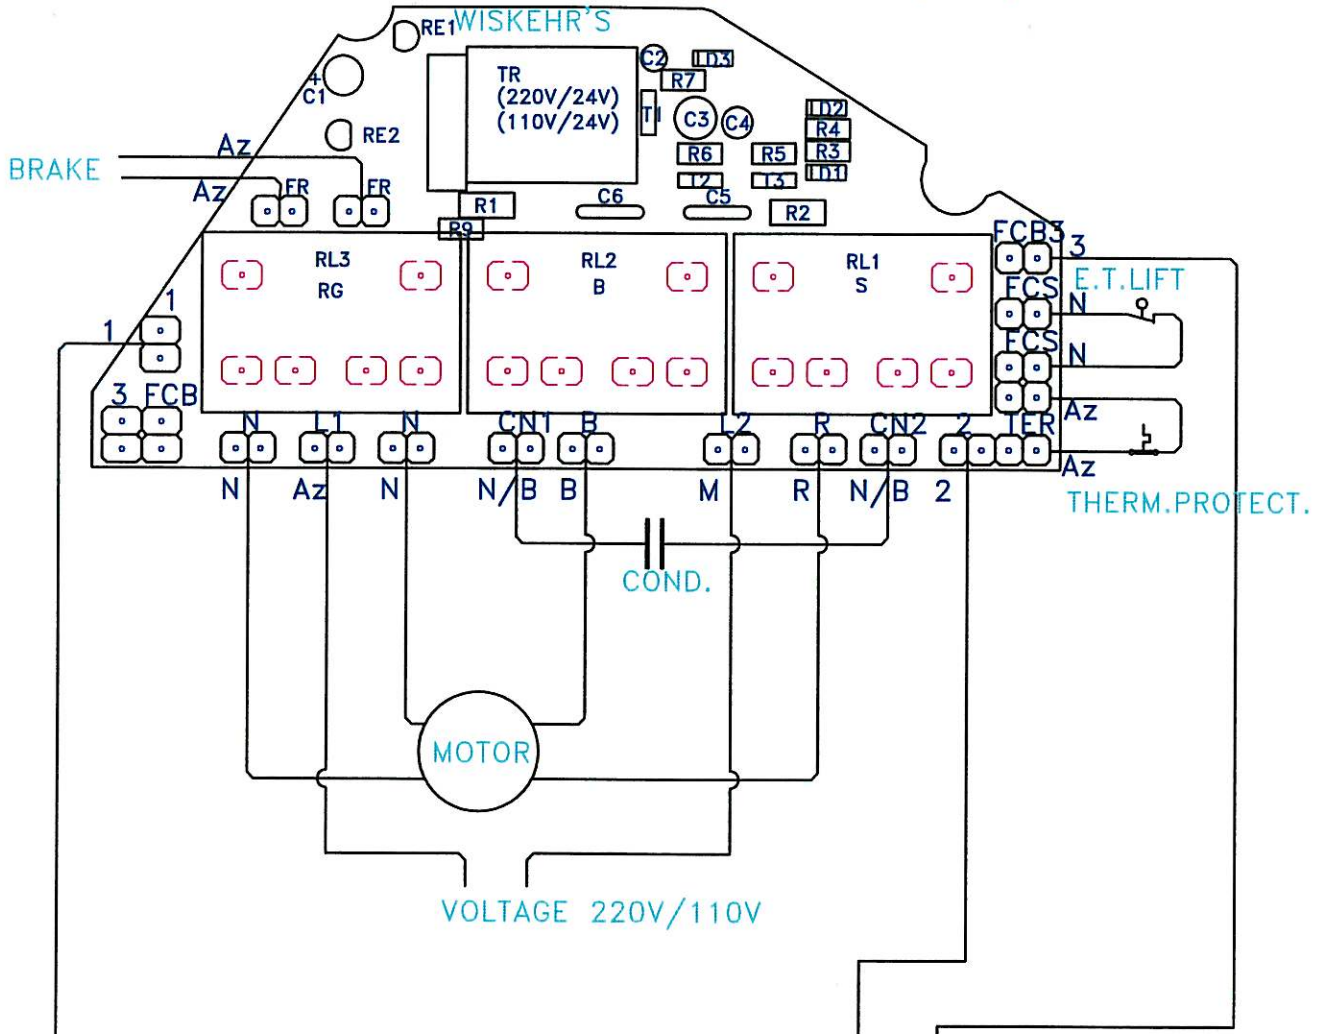 WISKEHR'S
RE1
C2
D3
TR
(220V/24V)
(110V/24V)
R7
+
C1
T1
C3
C4
D2
R4
RE2
Az
R6
R5
R3
BRAKE
D1
Az
FR
FR
T2
T3
R1
C6
C5
R2
R9
FCB3
3
RL3
RG
RL2
B
RL1
S
E.T.LIFT
FCS
N
1
1
FCS
N
3 FCB
N
L1
N
CN1
B
L2
R
CN2
2
TER
Az
Az
N
Az
N
N/B
B
M
R
N/B
2
THERM.PROTECT.
COND.
MOTOR
VOLTAGE 220V/110V